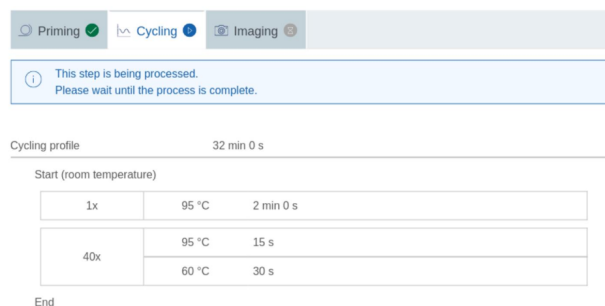 Priming Cycling Imaging
This step is being processed.
Please wait until the process is complete.
Cycling profile 32 min 0 s
Start (room temperature)
1x 95 °C 2 min 0 s
95 °C 15 s
40x
60 °C 30 s
End